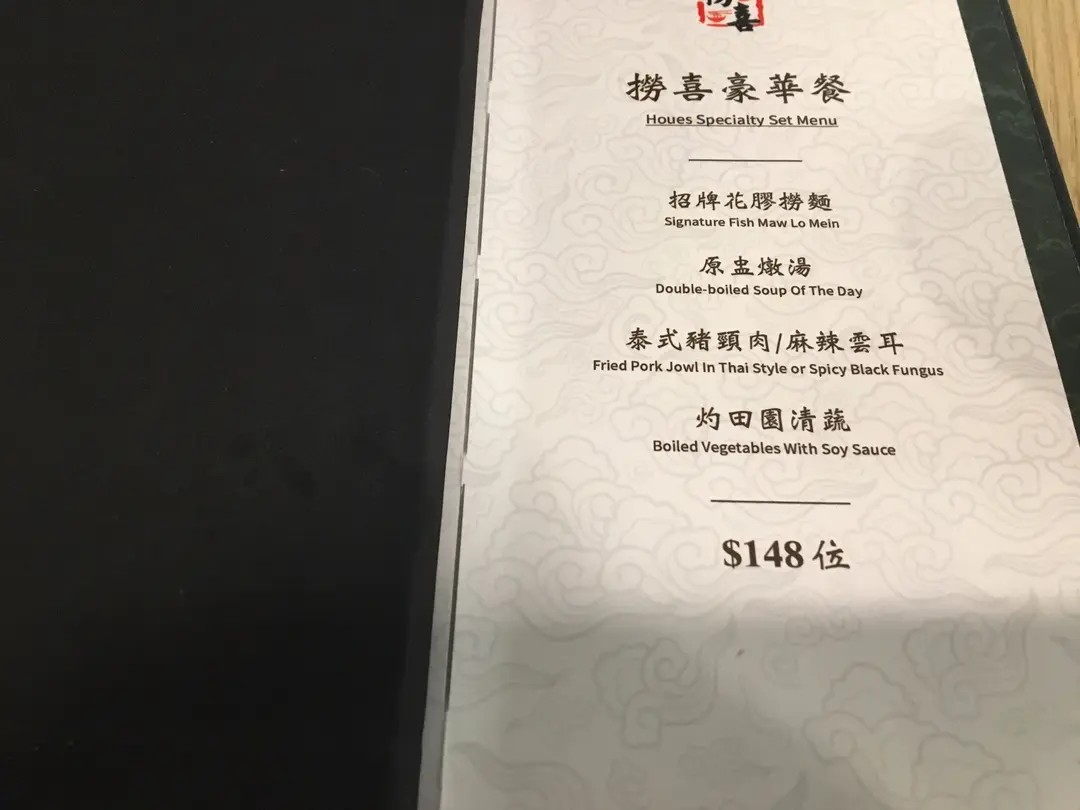 喜
撈喜豪華餐
Houes Specialty Set Menu
招牌花膠撈麵
Signature Fish Maw Lo Mein
原盅燉湯
Double-boiled Soup Of The Day
泰式豬頸肉/麻辣雲耳
Fried Pork Jowl In Thai Style or Spicy Black Fungus
灼田園清蔬
Boiled Vegetables With Soy Sauce
$148 位